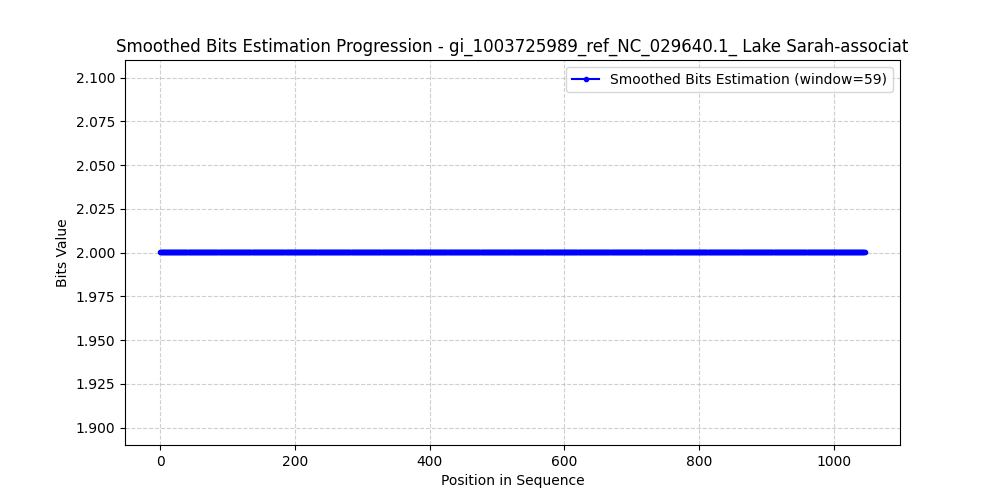 Smoothed Bits Estimation Progression - gi_1003725989_ref_NC_029640.1_ Lake Sarah-associat
Smoothed Bits Estimation (window=59)
2.100
2.075
2.050
2.025
2.000
1.975
1.950
1.925
1.900
Bits Value
0 200 400 600 800 1000
Position in Sequence